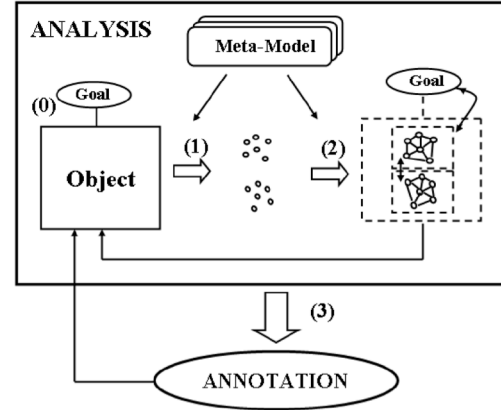 ANALYSIS
Meta-Model
Goal
Goal
(0)
(1)
(2)
Object
(3)
ANNOTATION